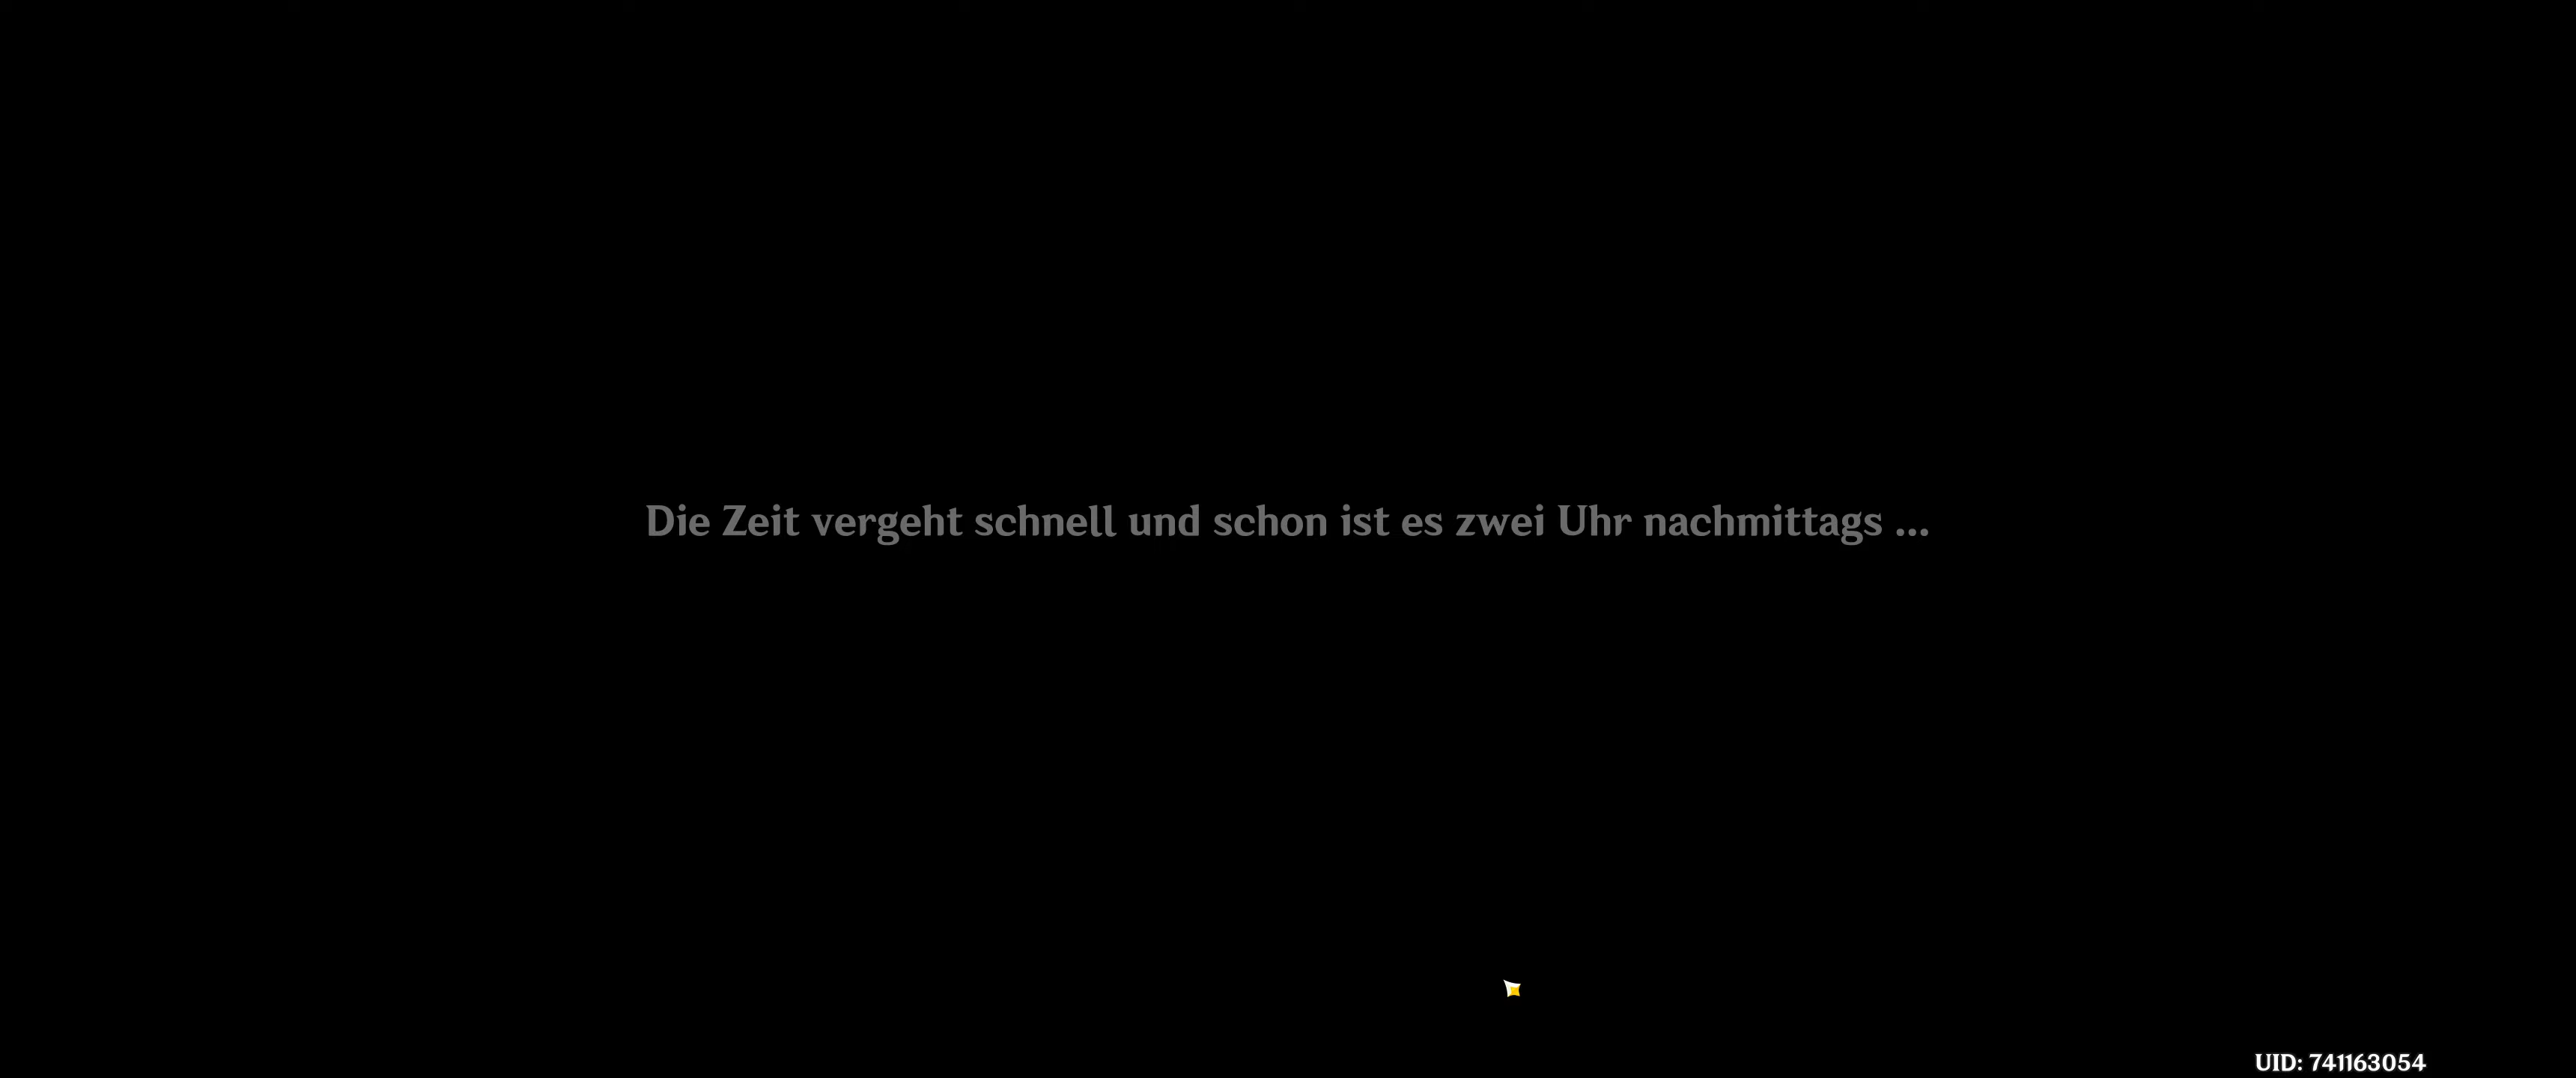 Die Zeit vergeht schnell und schon ist es zwei Uhr nachmittags ...
UID: 741163054